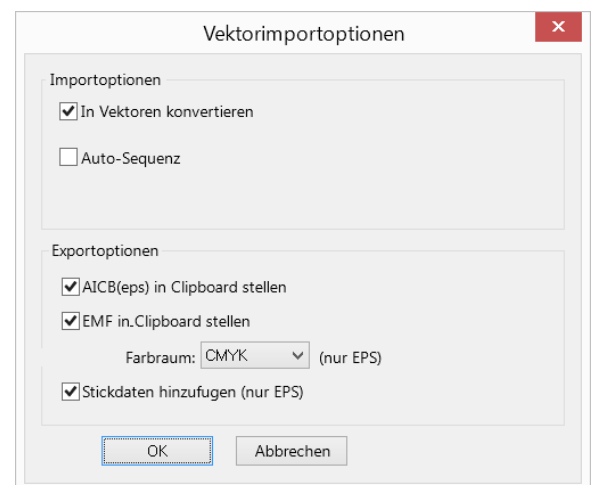 Vektorimportoptionen
Importoptionen
In Vektoren konvertieren
Auto-Sequenz
Exportoptionen
AICB(eps) in Clipboard stellen
EMF in.Clipboard stellen
Farbraum: CMYK (nur EPS)
Stickdaten hinzufugen (nur EPS)
OK Abbrechen